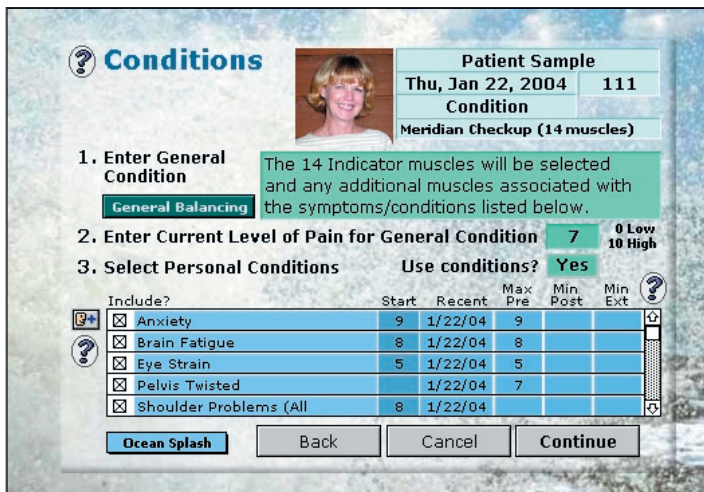 Conditions
Patient Sample
Thu, Jan 22, 2004 111
Condition
Meridian Checkup (14 muscles)
1. Enter General
Condition
General Balancing
The 14 Indicator muscles will be selected
and any additional muscles associated with
the symptoms/conditions listed below.
2. Enter Current Level of Pain for General Condition 7 0 Low
10 High
3. Select Personal Conditions Use conditions? Yes
Include? Start Recent Max Pre Min Post Min Ext
Anxiety 9 1/22/04 9
Brain Fatigue 8 1/22/04 8
Eye Strain 5 1/22/04 5
Pelvis Twisted 1/22/04 7
Shoulder Problems (All 8 1/22/04
Ocean Splash Back Cancel Continue